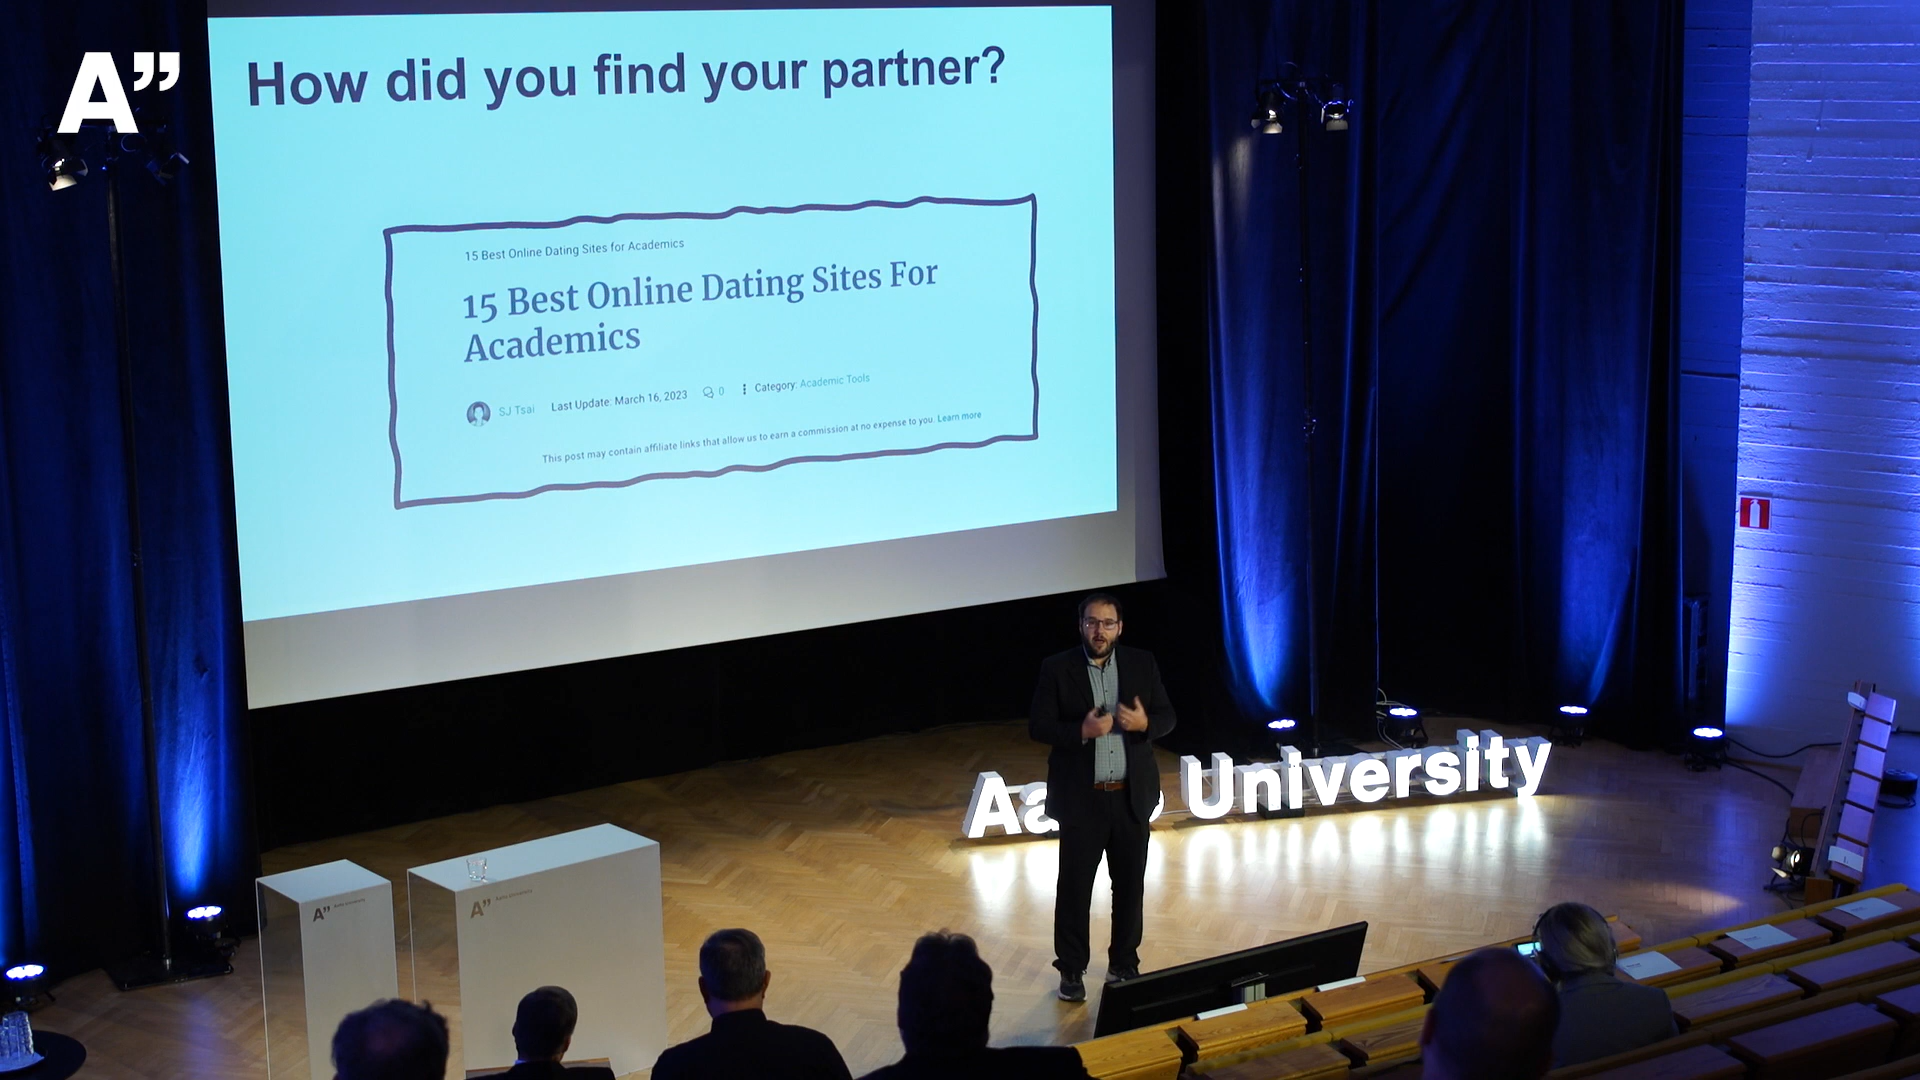 A”
How did you find your partner?
15 Best Online Dating Sites for Academics
15 Best Online Dating Sites For
Academics
SJ Tsai
Last Update: March 16, 2023
0
Category: Academic Tools
This post may contain affiliate links that allow us to earn a commission at no expense to you. Learn more
University
A”
A”